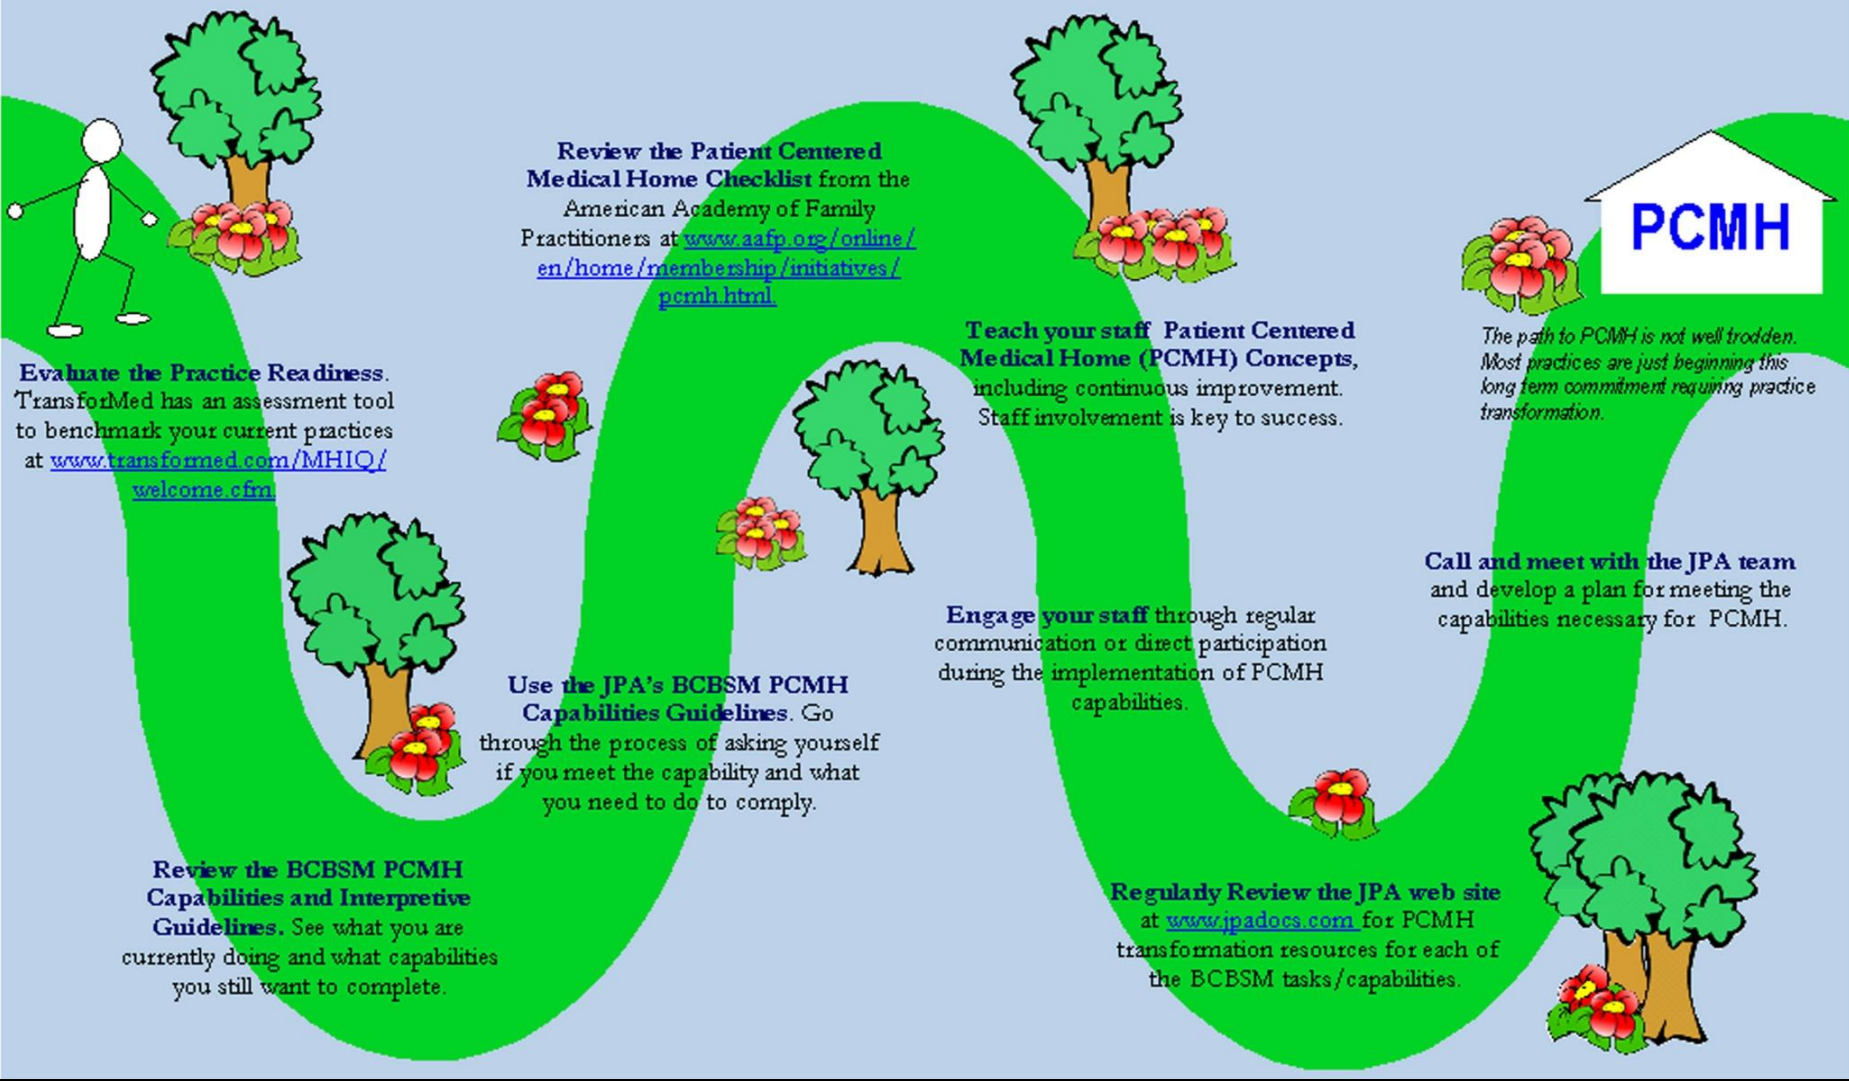 Evaluate the Practice Readiness.
TransforMed has an assessment tool
to benchmark your current practices
at www.transformed.com/MHIQ/
welcome.cfm.
Review the BCBSM PCMH
Capabilities and Interpretive
Guidelines. See what you are
currently doing and what capabilities
you still want to complete.
Use the JPA's BCBSM PCMH
Capabilities Guidelines. Go
through the process of asking yourself
if you meet the capability and what
you need to do to comply.
Review the Patient Centered
Medical Home Checklist from the
American Academy of Family
Practitioners at www.aafp.org/online/
en/home/membership/initiatives/
pcmh.html.
Teach your staff Patient Centered
Medical Home (PCMH) Concepts,
including continuous improvement.
Staff involvement is key to success.
Engage your staff through regular
communication or direct participation
during the implementation of PCMH
capabilities.
Regularly Review the JPA web site
at www.jpadocs.com for PCMH
transformation resources for each of
the BCBSM tasks/capabilities.
Call and meet with the JPA team
and develop a plan for meeting the
capabilities necessary for PCMH.
PCMH
The path to PCMH is not well trodden.
Most practices are just beginning this
long term commitment requiring practice
transformation.